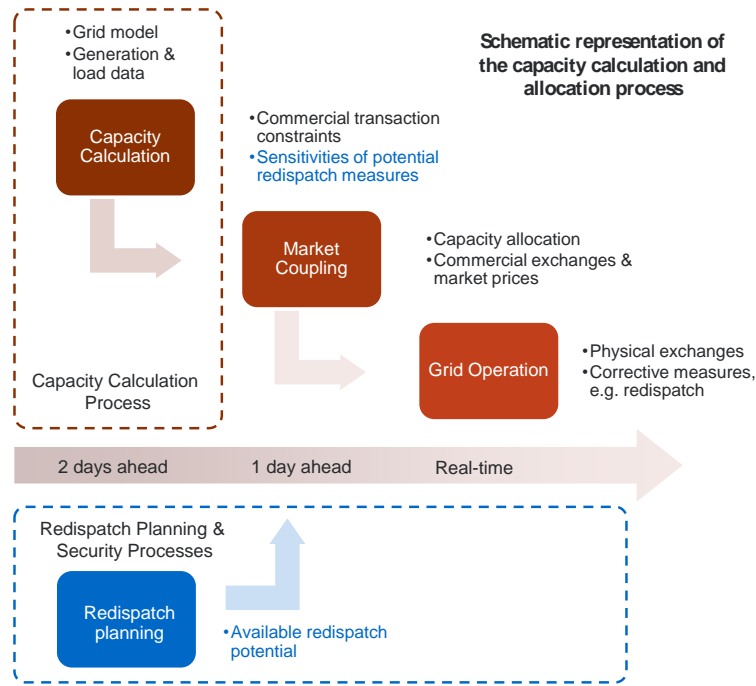 Schematic representation of
the capacity calculation and
allocation process
•Grid model
•Generation &
load data
Capacity
Calculation
•Commercial transaction
constraints
•Sensitivities of potential
redispatch measures
Market
Coupling
•Capacity allocation
•Commercial exchanges &
market prices
Grid Operation
•Physical exchanges
•Corrective measures,
e.g. redispatch
Capacity Calculation
Process
2 days ahead
1 day ahead
Real-time
Redispatch Planning &
Security Processes
Redispatch
planning
•Available redispatch
potential